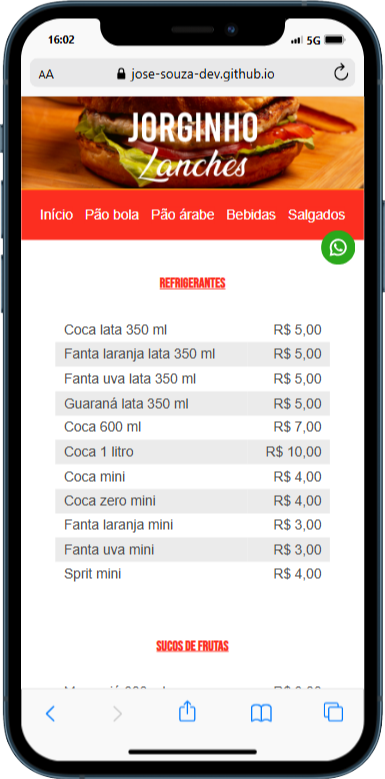 16:02
5G
AA
jose-souza-dev.github.io
JORGINHO
Lanches
Início Pão bola Pão árabe Bebidas Salgados
REFRIGERANTES
Coca lata 350 ml R$ 5,00
Fanta laranja lata 350 ml R$ 5,00
Fanta uva lata 350 ml R$ 5,00
Guaraná lata 350 ml R$ 5,00
Coca 600 ml R$ 7,00
Coca 1 litro R$ 10,00
Coca mini R$ 4,00
Coca zero mini R$ 4,00
Fanta laranja mini R$ 3,00
Fanta uva mini R$ 3,00
Sprit mini R$ 4,00
SUCOS DE FRUTAS